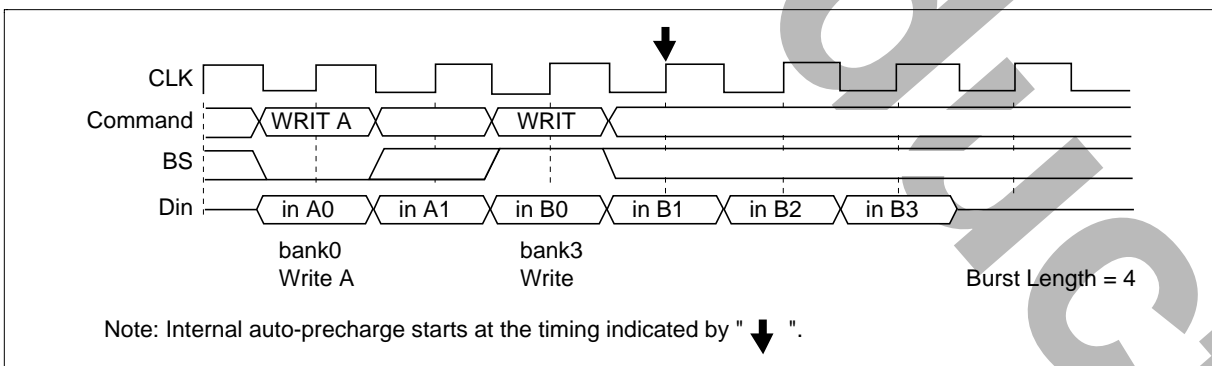 CLK
Command WRIT A WRIT
BS
Din in A0 in A1 in B0 in B1 in B2 in B3
bank0 bank3
Write A Write Burst Length = 4
Note: Internal auto-precharge starts at the timing indicated by " ".